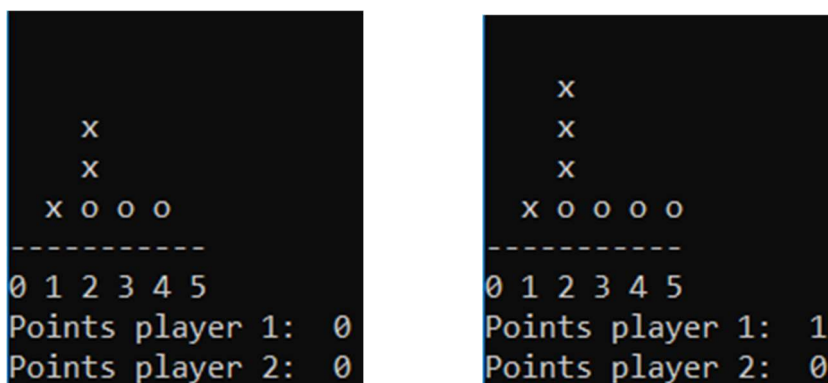 x
x
x o o o
-----------
0 1 2 3 4 5
Points player 1: 0
Points player 2: 0
x
x
x
x o o o o
-----------
0 1 2 3 4 5
Points player 1: 1
Points player 2: 0